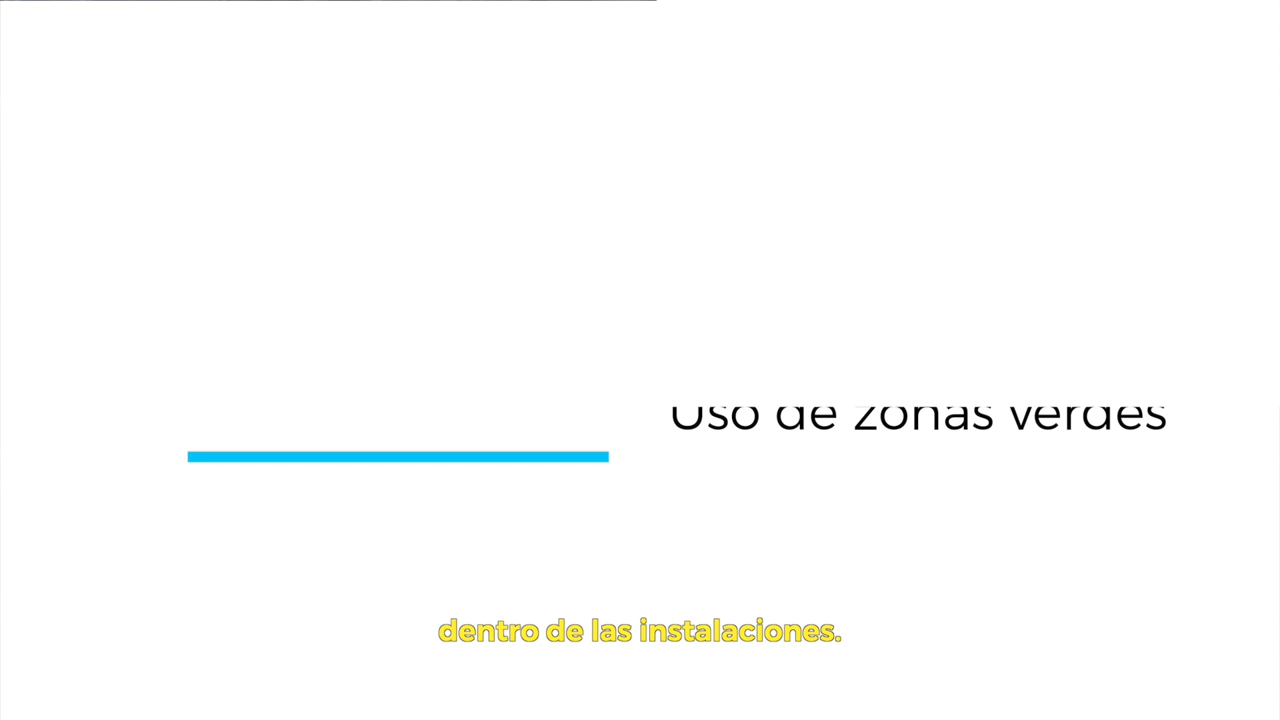 Uso de zonas verdes
dentro de las instalaciones.